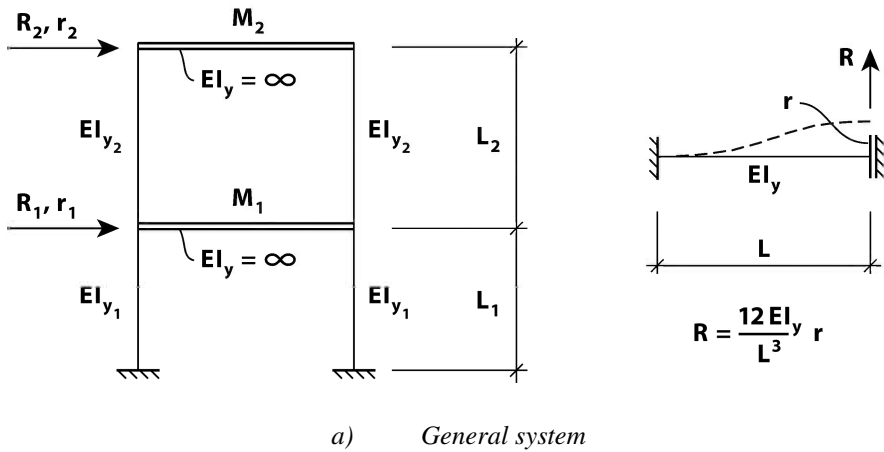 R₂, r₂
M₂
EIy = ∞
EIy₂
EIy₂
L₂
R₁, r₁
M₁
EIy = ∞
EIy₁
EIy₁
L₁
R
r
EIy
L
R = 12 EIy / L³ r
a) General system